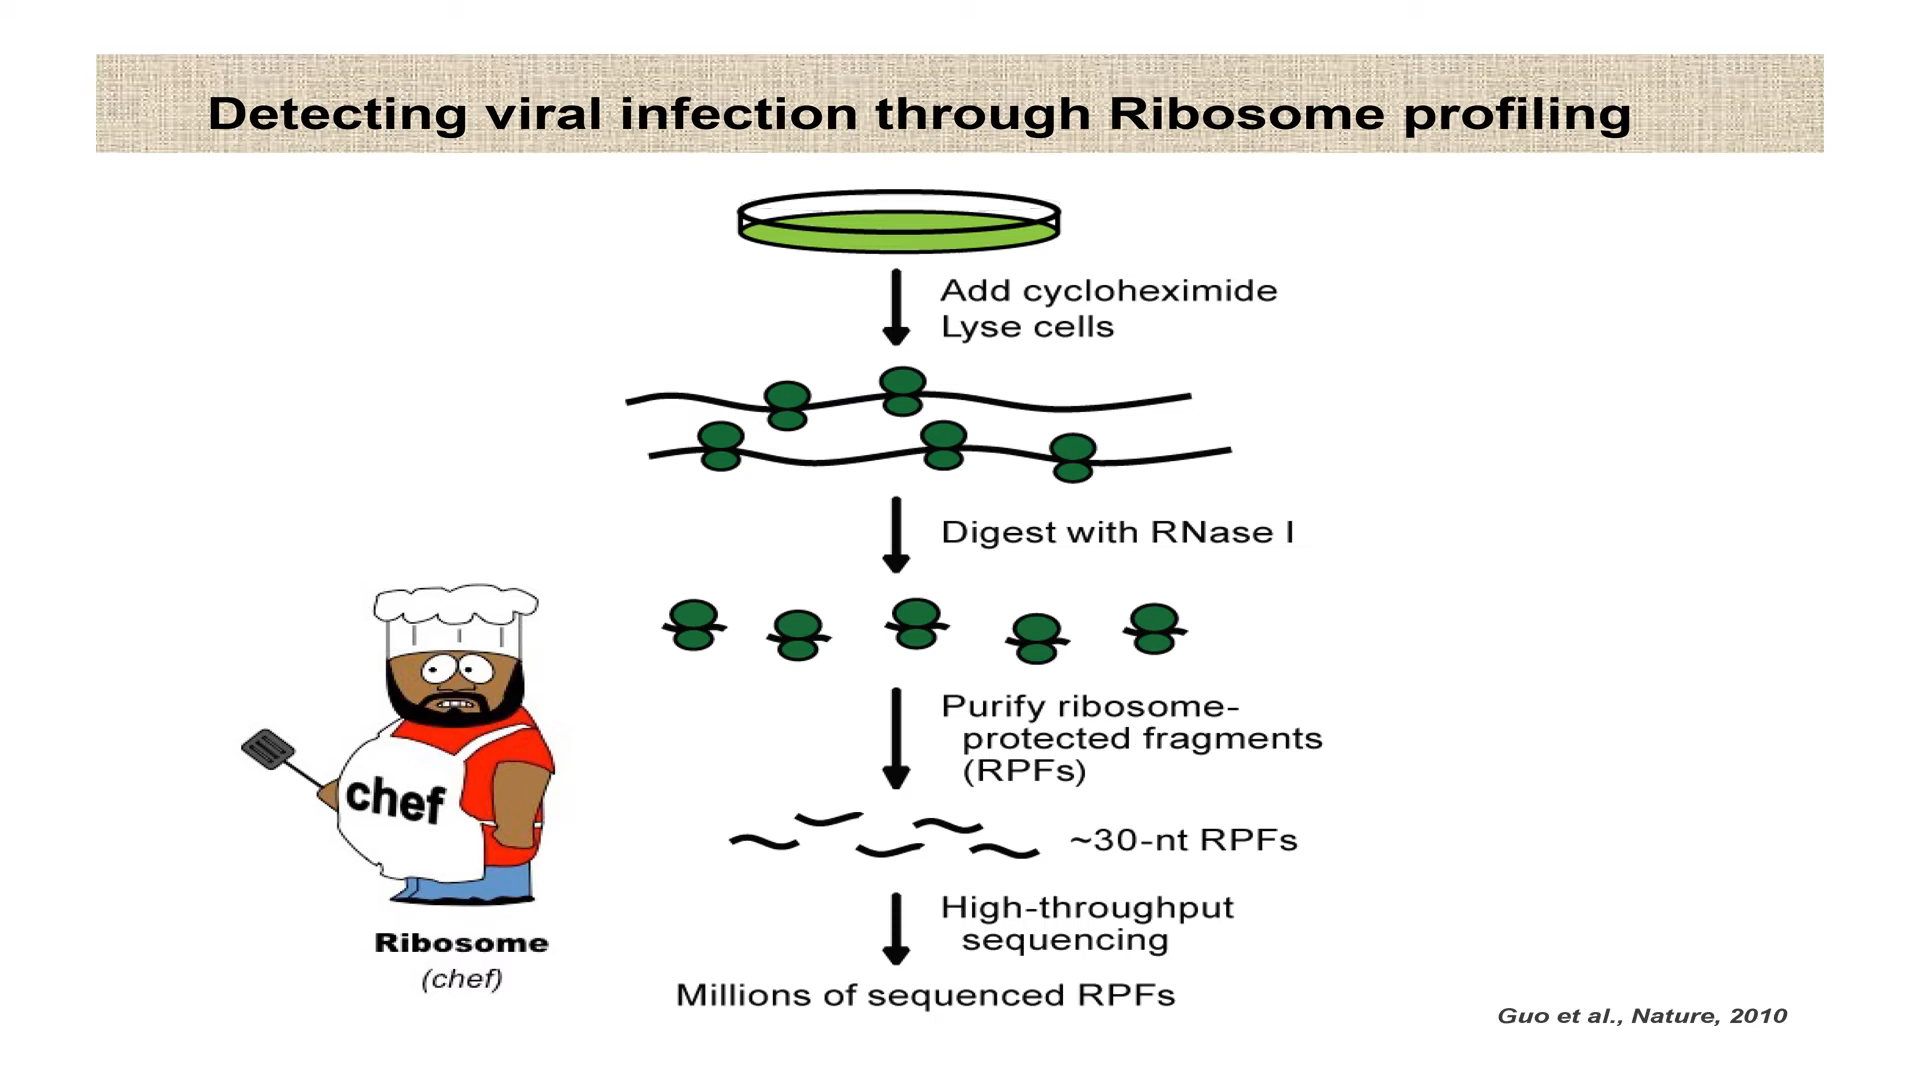 Detecting viral infection through Ribosome profiling
Add cycloheximide
Lyse cells
Digest with RNase I
Purify ribosome-
protected fragments
(RPFs)
~30-nt RPFs
High-throughput
sequencing
Millions of sequenced RPFs
chef
Ribosome
(chef)
Guo et al., Nature, 2010